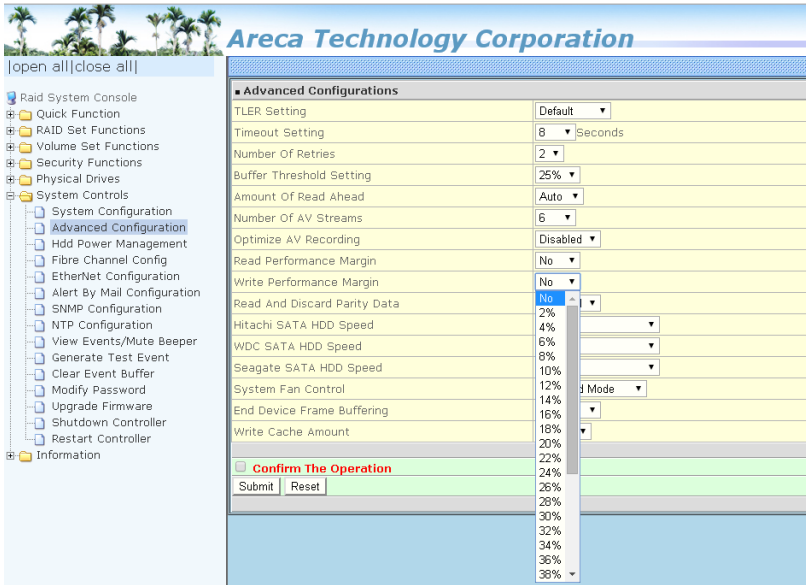 Areca Technology Corporation
|open all|close all|
Raid System Console
Quick Function
RAID Set Functions
Volume Set Functions
Security Functions
Physical Drives
System Controls
System Configuration
Advanced Configuration
Hdd Power Management
Fibre Channel Config
EtherNet Configuration
Alert By Mail Configuration
SNMP Configuration
NTP Configuration
View Events/Mute Beeper
Generate Test Event
Clear Event Buffer
Modify Password
Upgrade Firmware
Shutdown Controller
Restart Controller
Information
Advanced Configurations
TLER Setting Default
Timeout Setting 8 Seconds
Number Of Retries 2
Buffer Threshold Setting 25%
Amount Of Read Ahead Auto
Number Of AV Streams 6
Optimize AV Recording Disabled
Read Performance Margin No
Write Performance Margin No
Read And Discard Parity Data
Hitachi SATA HDD Speed
WDC SATA HDD Speed
Seagate SATA HDD Speed
System Fan Control Mode
End Device Frame Buffering
Write Cache Amount
No
2%
4%
6%
8%
10%
12%
14%
16%
18%
20%
22%
24%
26%
28%
30%
32%
34%
36%
38%
Confirm The Operation
Submit Reset